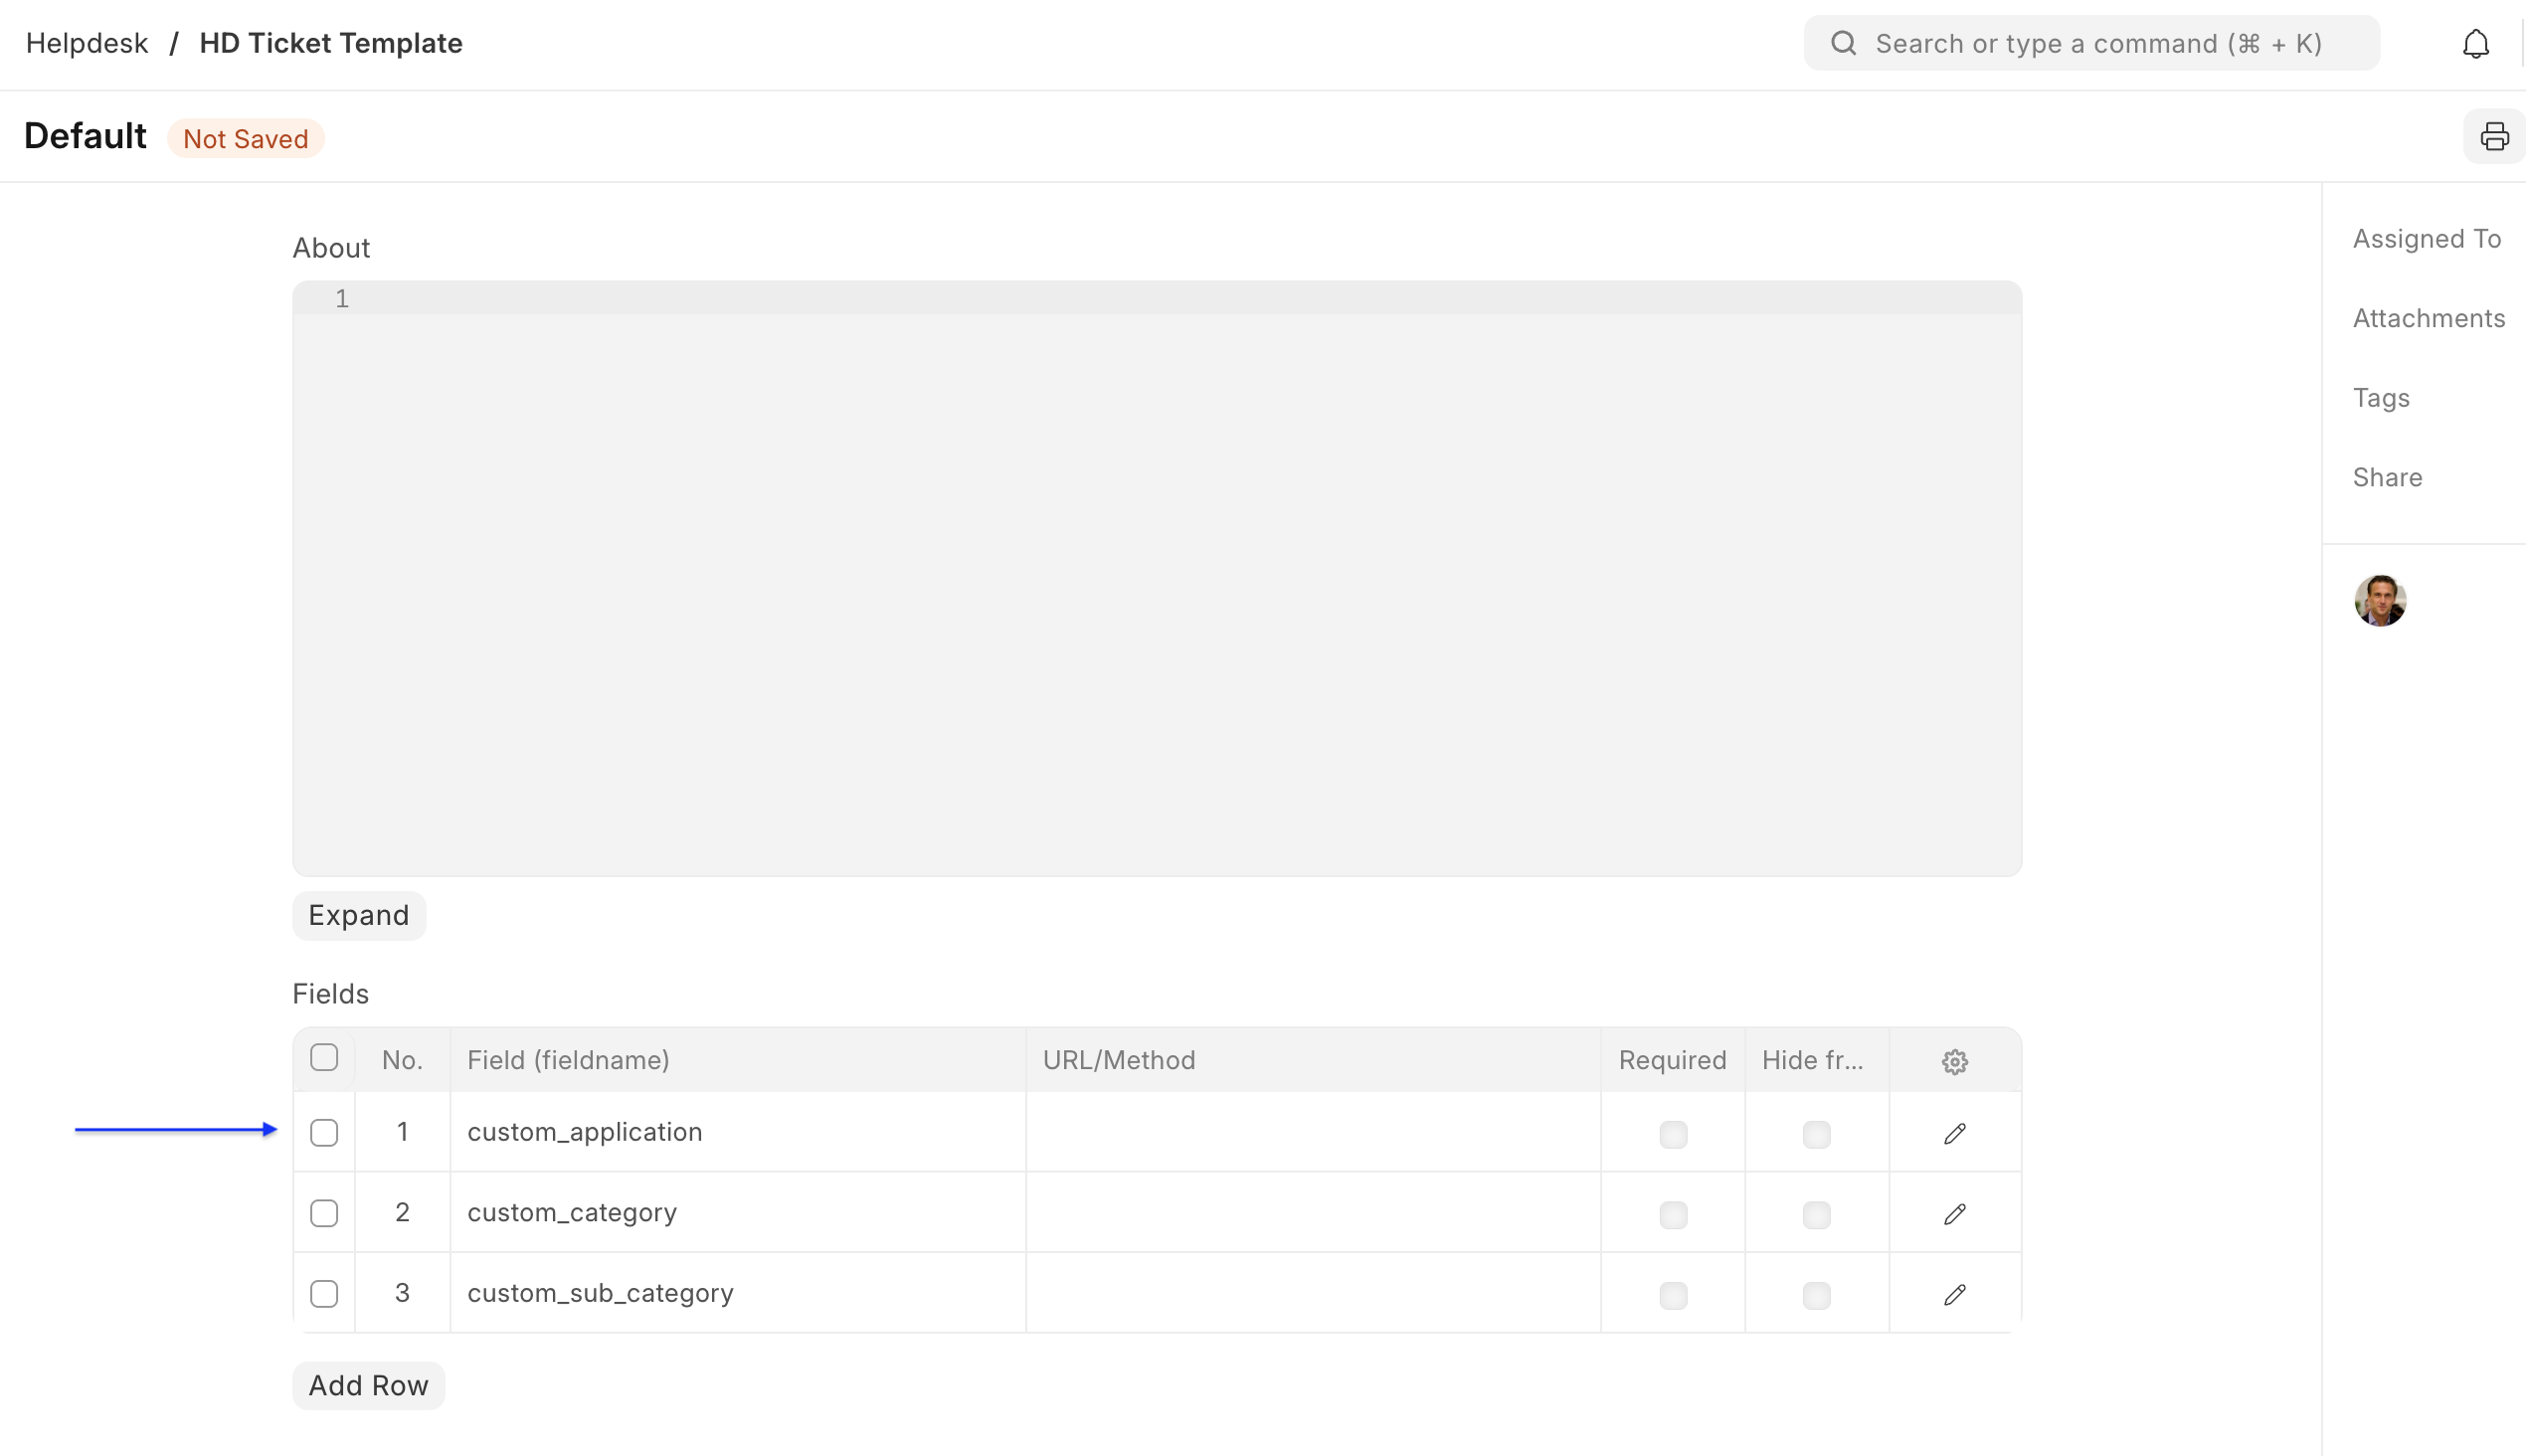 Helpdesk / HD Ticket Template
Search or type a command (⌘ + K)
Default Not Saved
About
1
Expand
Fields
No. Field (fieldname) URL/Method Required Hide fr...
1 custom_application
2 custom_category
3 custom_sub_category
Add Row
Assigned To
Attachments
Tags
Share